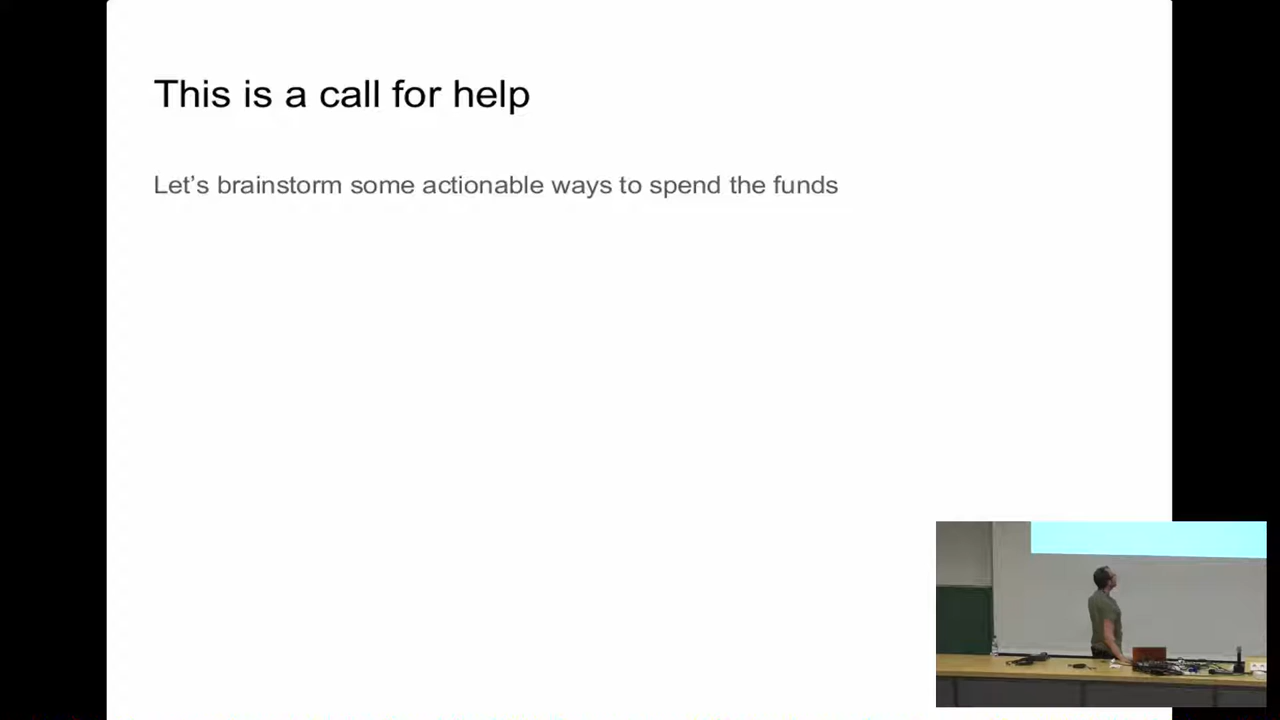 This is a call for help
Let’s brainstorm some actionable ways to spend the funds